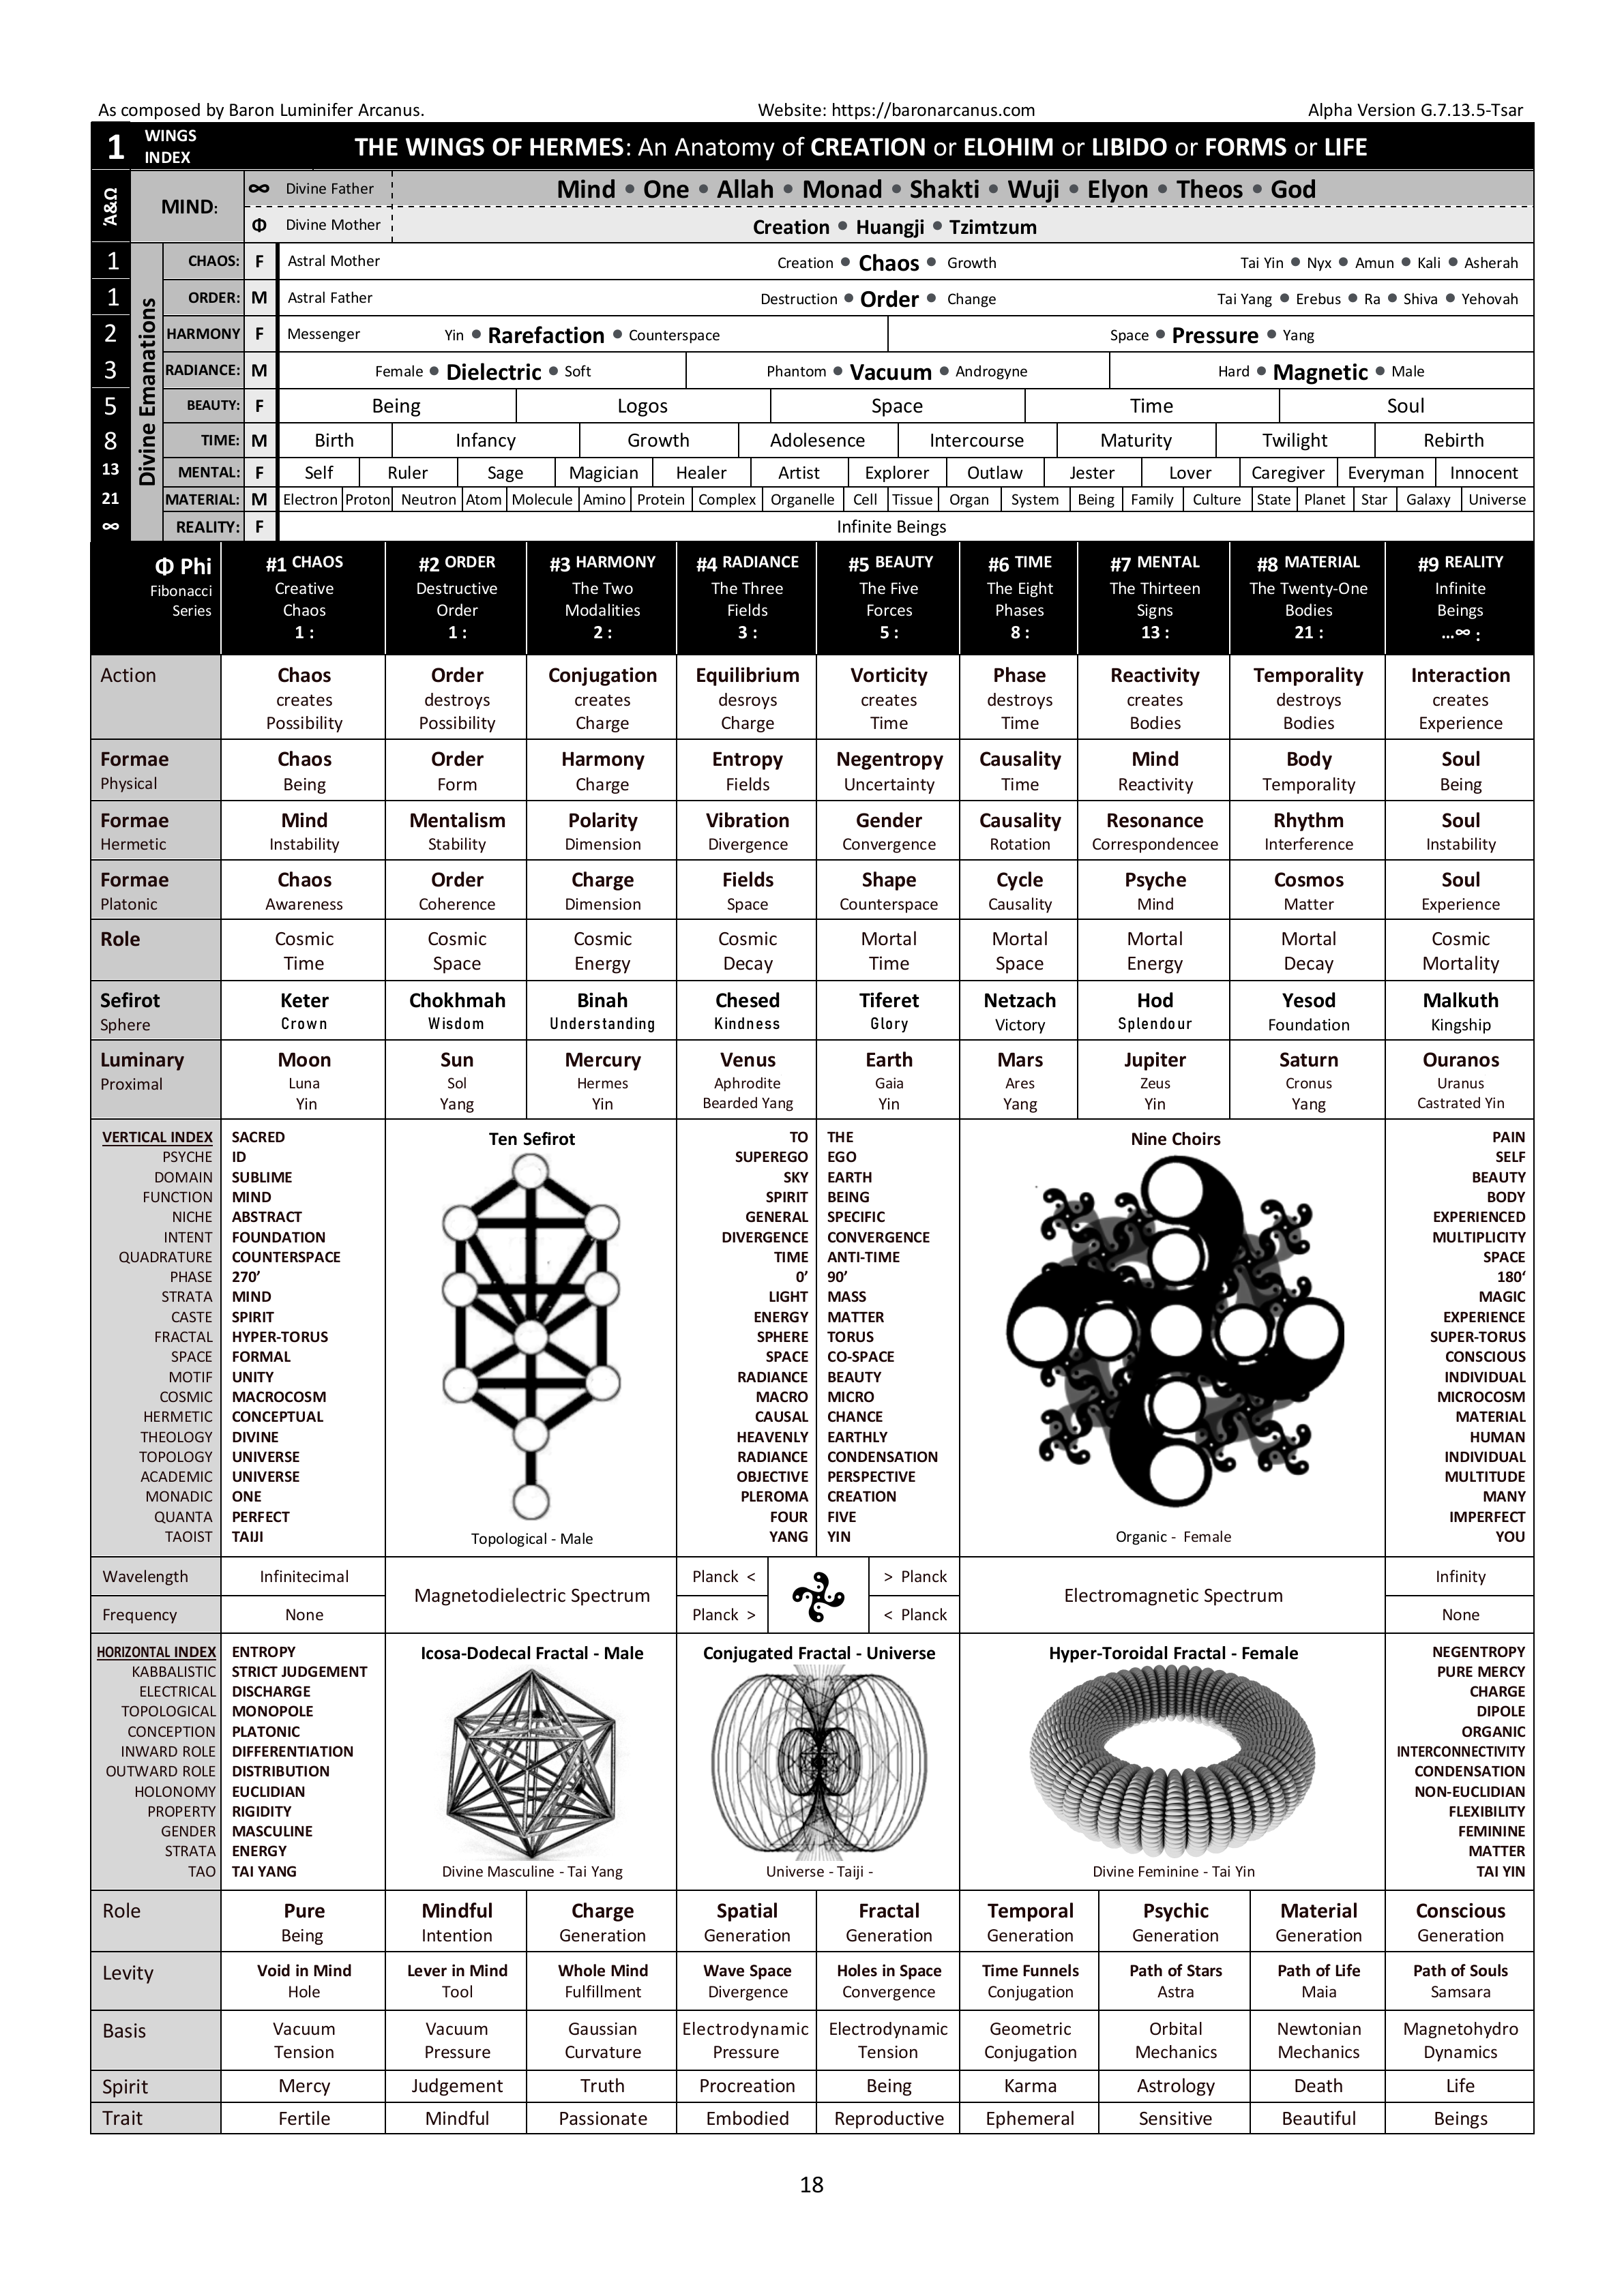 As composed by Baron Luminifer Arcanus. Website: https://baronarcanus.com Alpha Version G.7.13.5-Tsar
1 WINGS INDEX THE WINGS OF HERMES: An Anatomy of CREATION or ELOHIM or LIBIDO or FORMS or LIFE
Ά&Ω MIND: ∞ Divine Father Mind • One • Allah • Monad • Shakti • Wuji • Elyon • Theos • God
Φ Divine Mother Creation • Huangji • Tzimtzum
Divine Emanations
1 CHAOS: F Astral Mother Creation • Chaos • Growth Tai Yin • Nyx • Amun • Kali • Asherah
1 ORDER: M Astral Father Destruction • Order • Change Tai Yang • Erebus • Ra • Shiva • Yehovah
2 HARMONY F Messenger Yin • Rarefaction • Counterspace Space • Pressure • Yang
3 RADIANCE: M Female • Dielectric • Soft Phantom • Vacuum • Androgyne Hard • Magnetic • Male
5 BEAUTY: F Being Logos Space Time Soul
8 TIME: M Birth Infancy Growth Adolesence Intercourse Maturity Twilight Rebirth
13 MENTAL: F Self Ruler Sage Magician Healer Artist Explorer Outlaw Jester Lover Caregiver Everyman Innocent
21 MATERIAL: M Electron Proton Neutron Atom Molecule Amino Protein Complex Organelle Cell Tissue Organ System Being Family Culture State Planet Star Galaxy Universe
∞ REALITY: F Infinite Beings
Φ Phi #1 CHAOS #2 ORDER #3 HARMONY #4 RADIANCE #5 BEAUTY #6 TIME #7 MENTAL #8 MATERIAL #9 REALITY
Fibonacci Creative Destructive The Two The Three The Five The Eight The Thirteen The Twenty-One Infinite
Series Chaos Order Modalities Fields Forces Phases Signs Bodies Beings
1 : 1 : 2 : 3 : 5 : 8 : 13 : 21 : ...∞ :
Action Chaos Order Conjugation Equilibrium Vorticity Phase Reactivity Temporality Interaction
creates destroys creates desroys creates destroys creates destroys creates
Possibility Possibility Charge Charge Time Time Bodies Bodies Experience
Formae Chaos Order Harmony Entropy Negentropy Causality Mind Body Soul
Physical Being Form Charge Fields Uncertainty Time Reactivity Temporality Being
Formae Mind Mentalism Polarity Vibration Gender Causality Resonance Rhythm Soul
Hermetic Instability Stability Dimension Divergence Convergence Rotation Correspondencee Interference Instability
Formae Chaos Order Charge Fields Shape Cycle Psyche Cosmos Soul
Platonic Awareness Coherence Dimension Space Counterspace Causality Mind Matter Experience
Role Cosmic Cosmic Cosmic Cosmic Mortal Mortal Mortal Mortal Cosmic
Time Space Energy Decay Time Space Energy Decay Mortality
Sefirot Keter Chokhmah Binah Chesed Tiferet Netzach Hod Yesod Malkuth
Sphere Crown Wisdom Understanding Kindness Glory Victory Splendour Foundation Kingship
Luminary Moon Sun Mercury Venus Earth Mars Jupiter Saturn Ouranos
Proximal Luna Sol Hermes Aphrodite Gaia Ares Zeus Cronus Uranus
Yin Yang Yin Bearded Yang Yin Yang Yin Yang Castrated Yin
VERTICAL INDEX SACRED Ten Sefirot TO THE Nine Choirs PAIN
PSYCHE ID SUPEREGO EGO SELF
DOMAIN SUBLIME SKY EARTH BEAUTY
FUNCTION MIND SPIRIT BEING BODY
NICHE ABSTRACT GENERAL SPECIFIC EXPERIENCED
INTENT FOUNDATION DIVERGENCE CONVERGENCE MULTIPLICITY
QUADRATURE COUNTERSPACE TIME ANTI-TIME SPACE
PHASE 270’ 0’ 90’ 180‘
STRATA MIND LIGHT MASS MAGIC
CASTE SPIRIT ENERGY MATTER EXPERIENCE
FRACTAL HYPER-TORUS SPHERE TORUS SUPER-TORUS
SPACE FORMAL SPACE CO-SPACE CONSCIOUS
MOTIF UNITY RADIANCE BEAUTY INDIVIDUAL
COSMIC MACROCOSM MACRO MICRO MICROCOSM
HERMETIC CONCEPTUAL CAUSAL CHANCE MATERIAL
THEOLOGY DIVINE HEAVENLY EARTHLY HUMAN
TOPOLOGY UNIVERSE RADIANCE CONDENSATION INDIVIDUAL
ACADEMIC UNIVERSE OBJECTIVE PERSPECTIVE MULTITUDE
MONADIC ONE PLEROMA CREATION MANY
QUANTA PERFECT FOUR FIVE IMPERFECT
TAOIST TAIJI Topological - Male YANG YIN Organic - Female YOU
Wavelength Infinitecimal Magnetodielectric Spectrum Planck < > Planck Electromagnetic Spectrum Infinity
Frequency None Planck > < Planck None
HORIZONTAL INDEX ENTROPY Icosa-Dodecal Fractal - Male Conjugated Fractal - Universe Hyper-Toroidal Fractal - Female NEGENTROPY
KABBALISTIC STRICT JUDGEMENT PURE MERCY
ELECTRICAL DISCHARGE CHARGE
TOPOLOGICAL MONOPOLE DIPOLE
CONCEPTION PLATONIC ORGANIC
INWARD ROLE DIFFERENTIATION INTERCONNECTIVITY
OUTWARD ROLE DISTRIBUTION CONDENSATION
HOLONOMY EUCLIDIAN NON-EUCLIDIAN
PROPERTY RIGIDITY FLEXIBILITY
GENDER MASCULINE FEMININE
STRATA ENERGY MATTER
TAO TAI YANG Divine Masculine - Tai Yang Universe - Taiji - Divine Feminine - Tai Yin TAI YIN
Role Pure Mindful Charge Spatial Fractal Temporal Psychic Material Conscious
Being Intention Generation Generation Generation Generation Generation Generation Generation
Levity Void in Mind Lever in Mind Whole Mind Wave Space Holes in Space Time Funnels Path of Stars Path of Life Path of Souls
Hole Tool Fulfillment Divergence Convergence Conjugation Astra Maia Samsara
Basis Vacuum Vacuum Gaussian Electrodynamic Electrodynamic Geometric Orbital Newtonian Magnetohydro
Tension Pressure Curvature Pressure Tension Conjugation Mechanics Mechanics Dynamics
Spirit Mercy Judgement Truth Procreation Being Karma Astrology Death Life
Trait Fertile Mindful Passionate Embodied Reproductive Ephemeral Sensitive Beautiful Beings
18